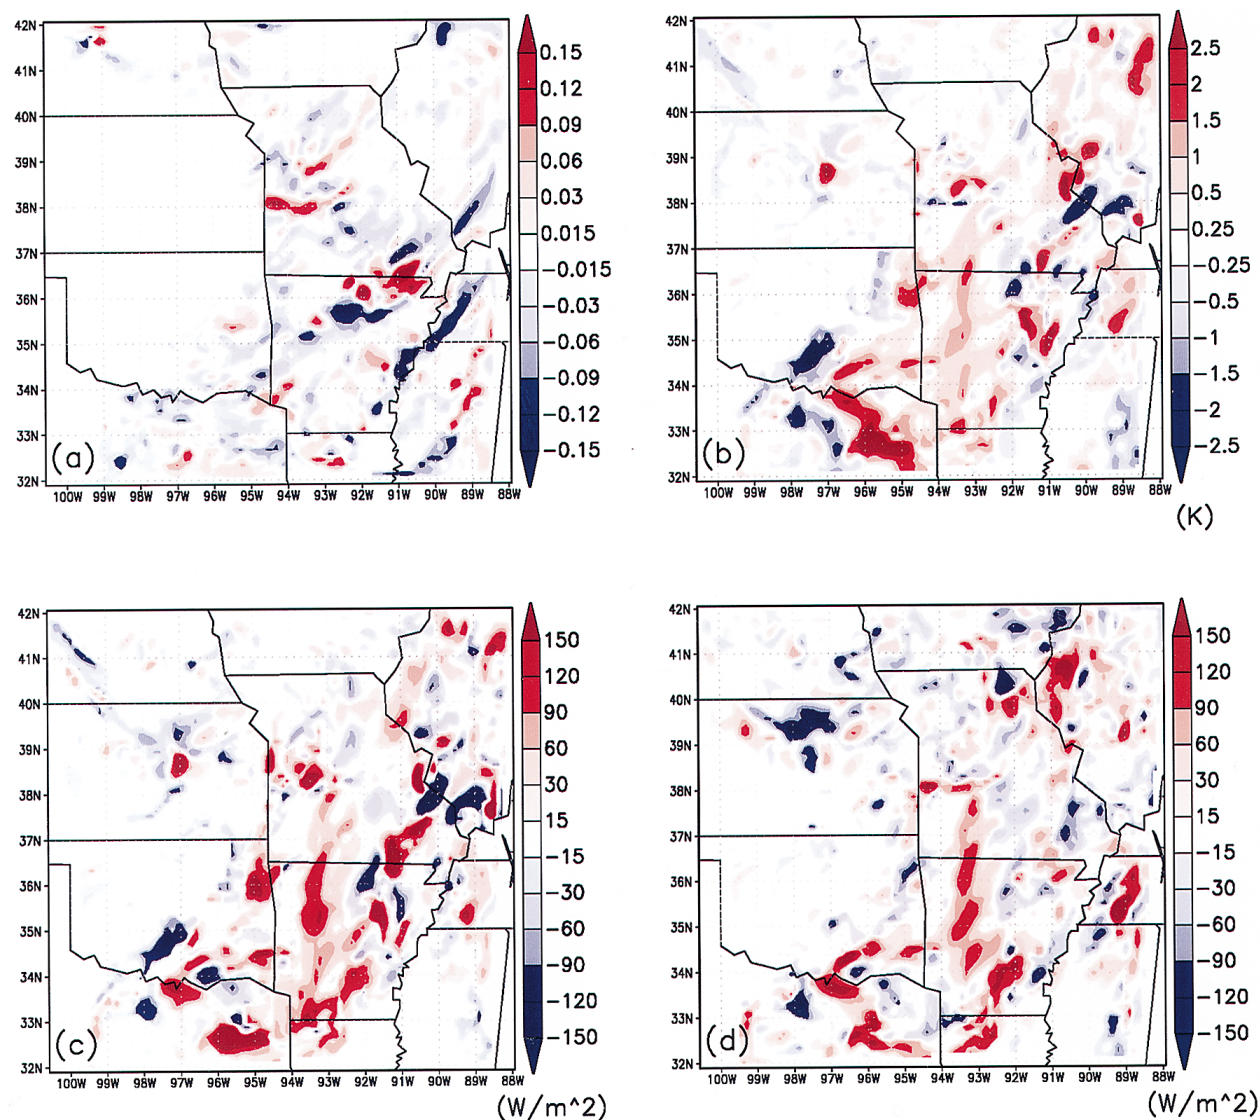 42N
41N
40N
39N
38N
37N
36N
35N
34N
33N
32N
(a)
100W 99W 98W 97W 96W 95W 94W 93W 92W 91W 90W 89W 88W
0.15
0.12
0.09
0.06
0.03
0.015
−0.015
−0.03
−0.06
−0.09
−0.12
−0.15
42N
41N
40N
39N
38N
37N
36N
35N
34N
33N
32N
(b)
100W 99W 98W 97W 96W 95W 94W 93W 92W 91W 90W 89W 88W
2.5
2
1.5
1
0.5
0.25
−0.25
−0.5
−1
−1.5
−2
−2.5
(K)
42N
41N
40N
39N
38N
37N
36N
35N
34N
33N
32N
(c)
100W 99W 98W 97W 96W 95W 94W 93W 92W 91W 90W 89W 88W
150
120
90
60
30
15
−15
−30
−60
−90
−120
−150
(W/m^2)
42N
41N
40N
39N
38N
37N
36N
35N
34N
33N
32N
(d)
100W 99W 98W 97W 96W 95W 94W 93W 92W 91W 90W 89W 88W
150
120
90
60
30
15
−15
−30
−60
−90
−120
−150
(W/m^2)